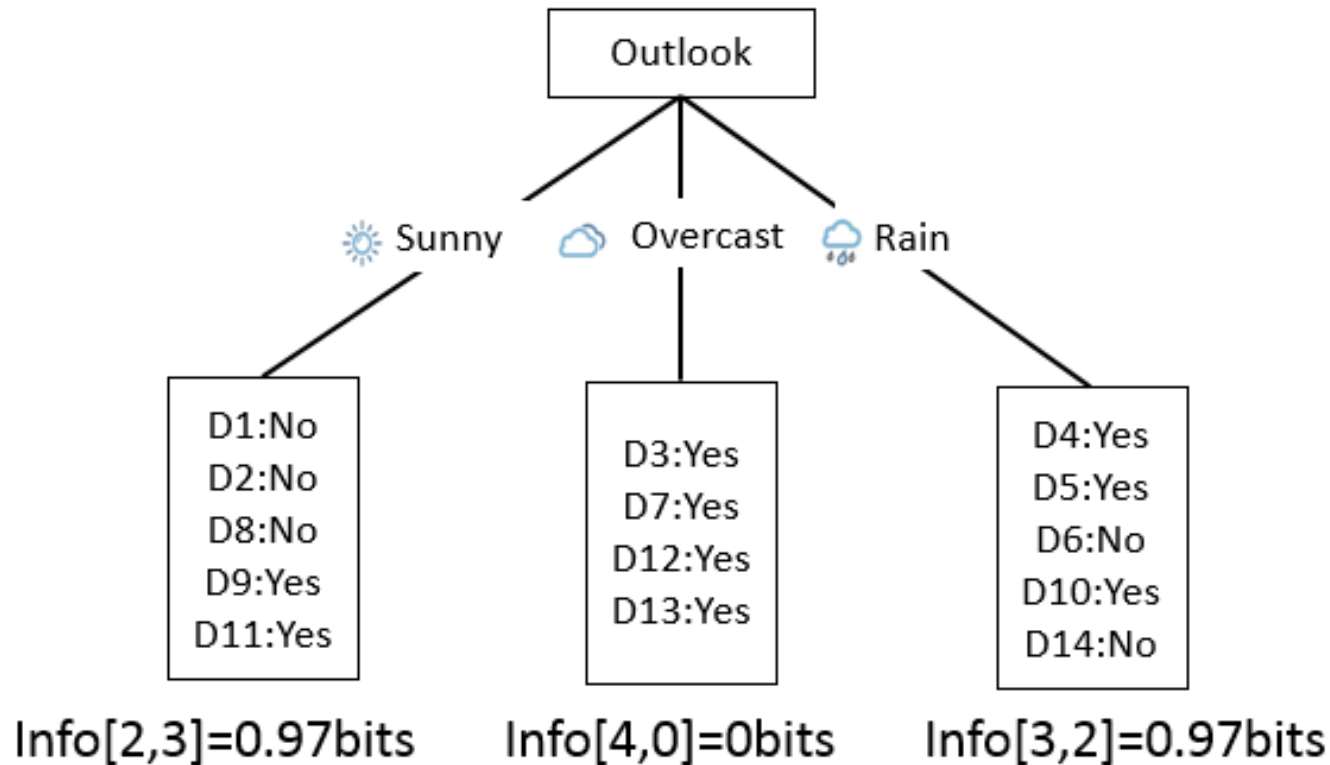 Outlook
Sunny
Overcast
Rain
D1:No
D2:No
D8:No
D9:Yes
D11:Yes
D3:Yes
D7:Yes
D12:Yes
D13:Yes
D4:Yes
D5:Yes
D6:No
D10:Yes
D14:No
Info[2,3]=0.97bits
Info[4,0]=0bits
Info[3,2]=0.97bits